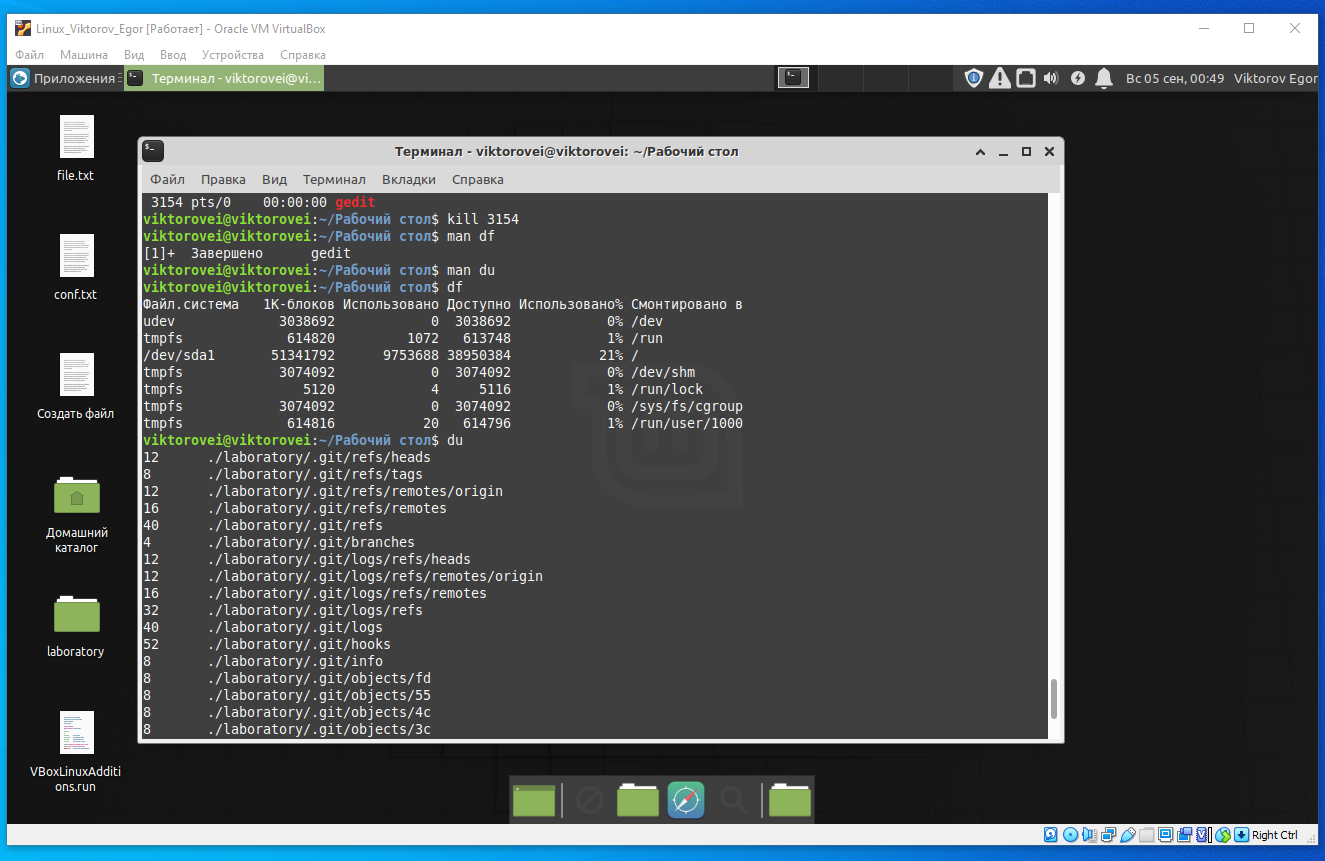 Linux_Viktorov_Egor [Работает] - Oracle VM VirtualBox
Файл Машина Вид Ввод Устройства Справка
Приложения Терминал - viktorovei@vi... Вс 05 сен, 00:49 Viktorov Egor
file.txt
conf.txt
Создать файл
Домашний
каталог
laboratory
VBoxLinuxAdditi
ons.run
Терминал - viktorovei@viktorovei: ~/Рабочий стол
Файл Правка Вид Терминал Вкладки Справка
3154 pts/0    00:00:00 gedit
viktorovei@viktorovei:~/Рабочий стол$ kill 3154
viktorovei@viktorovei:~/Рабочий стол$ man df
[1]+  Завершено      gedit
viktorovei@viktorovei:~/Рабочий стол$ man du
viktorovei@viktorovei:~/Рабочий стол$ df
Файл.система   1K-блоков Использовано Доступно Использовано% Смонтировано в
udev             3038692            0  3038692            0% /dev
tmpfs             614820         1072   613748            1% /run
/dev/sda1       51341792      9753688 38950384           21% /
tmpfs            3074092            0  3074092            0% /dev/shm
tmpfs               5120            4     5116            1% /run/lock
tmpfs            3074092            0  3074092            0% /sys/fs/cgroup
tmpfs             614816           20   614796            1% /run/user/1000
viktorovei@viktorovei:~/Рабочий стол$ du
12      ./laboratory/.git/refs/heads
8       ./laboratory/.git/refs/tags
12      ./laboratory/.git/refs/remotes/origin
16      ./laboratory/.git/refs/remotes
40      ./laboratory/.git/refs
4       ./laboratory/.git/branches
12      ./laboratory/.git/logs/refs/heads
12      ./laboratory/.git/logs/refs/remotes/origin
16      ./laboratory/.git/logs/refs/remotes
32      ./laboratory/.git/logs/refs
40      ./laboratory/.git/logs
52      ./laboratory/.git/hooks
8       ./laboratory/.git/info
8       ./laboratory/.git/objects/fd
8       ./laboratory/.git/objects/55
8       ./laboratory/.git/objects/4c
8       ./laboratory/.git/objects/3c
Right Ctrl